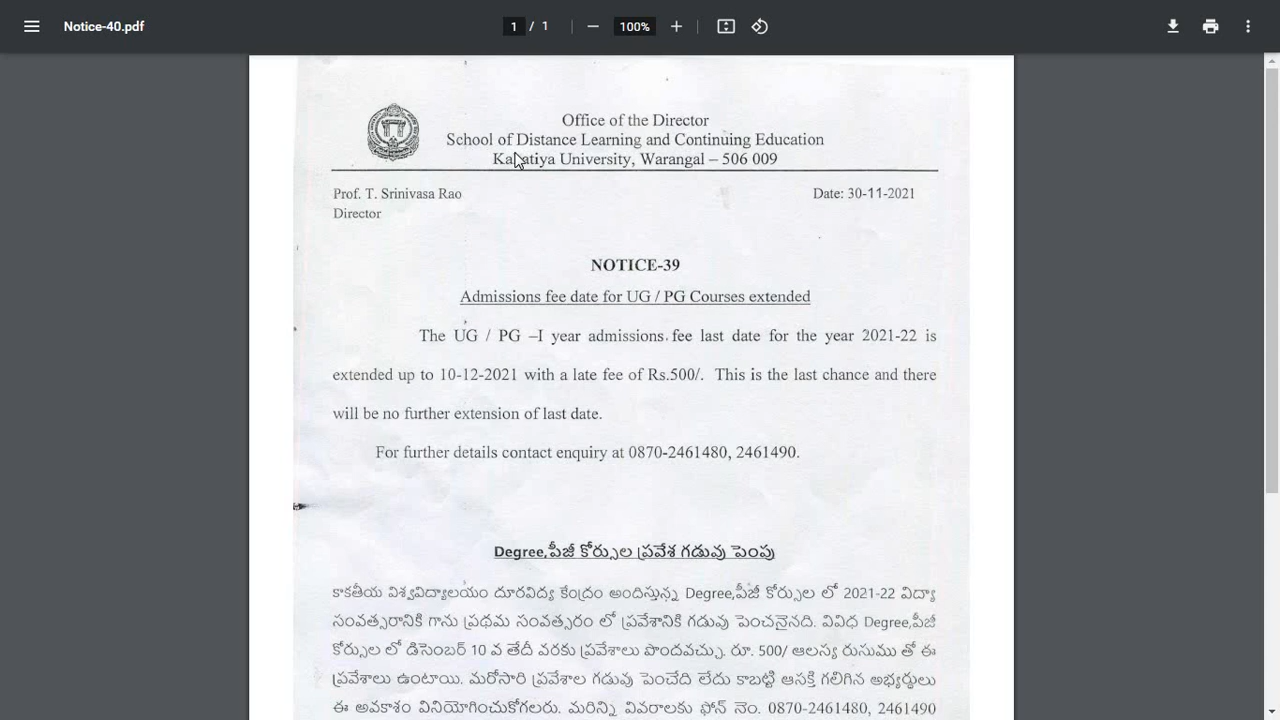 Notice-40.pdf
1 / 1
100%
Office of the Director
School of Distance Learning and Continuing Education
Kakatiya University, Warangal – 506 009
Prof. T. Srinivasa Rao
Date: 30-11-2021
Director
NOTICE-39
Admissions fee date for UG / PG Courses extended
The UG / PG –I year admissions fee last date for the year 2021-22 is
extended up to 10-12-2021 with a late fee of Rs.500/. This is the last chance and there
will be no further extension of last date.
For further details contact enquiry at 0870-2461480, 2461490.
Degree,పీజీ కోర్సుల ప్రవేశ గడువు పెంపు
కాకతీయ విశ్వవిద్యాలయం దూరవిద్య కేంద్రం అందిస్తున్న Degree,పీజీ కోర్సుల లో 2021-22 విద్యా
సంవత్సరానికి గాను ప్రథమ సంవత్సరం లో ప్రవేశానికి గడువు పెంచనైనది. వివిధ Degree,పీజీ
కోర్సుల లో డిసెంబర్ 10 వ తేదీ వరకు ప్రవేశాలు పొందవచ్చు. రూ. 500/ ఆలస్య రుసుము తో ఈ
ప్రవేశాలు ఉంటాయి. మరోసారి ప్రవేశాల గడువు పెంచేది లేదు కాబట్టి ఆసక్తి గలిగిన అభ్యర్థులు
ఈ అవకాశం వినియోగించుకోగలరు. మరిన్ని వివరాలకు ఫోన్ నెం. 0870-2461480, 2461490